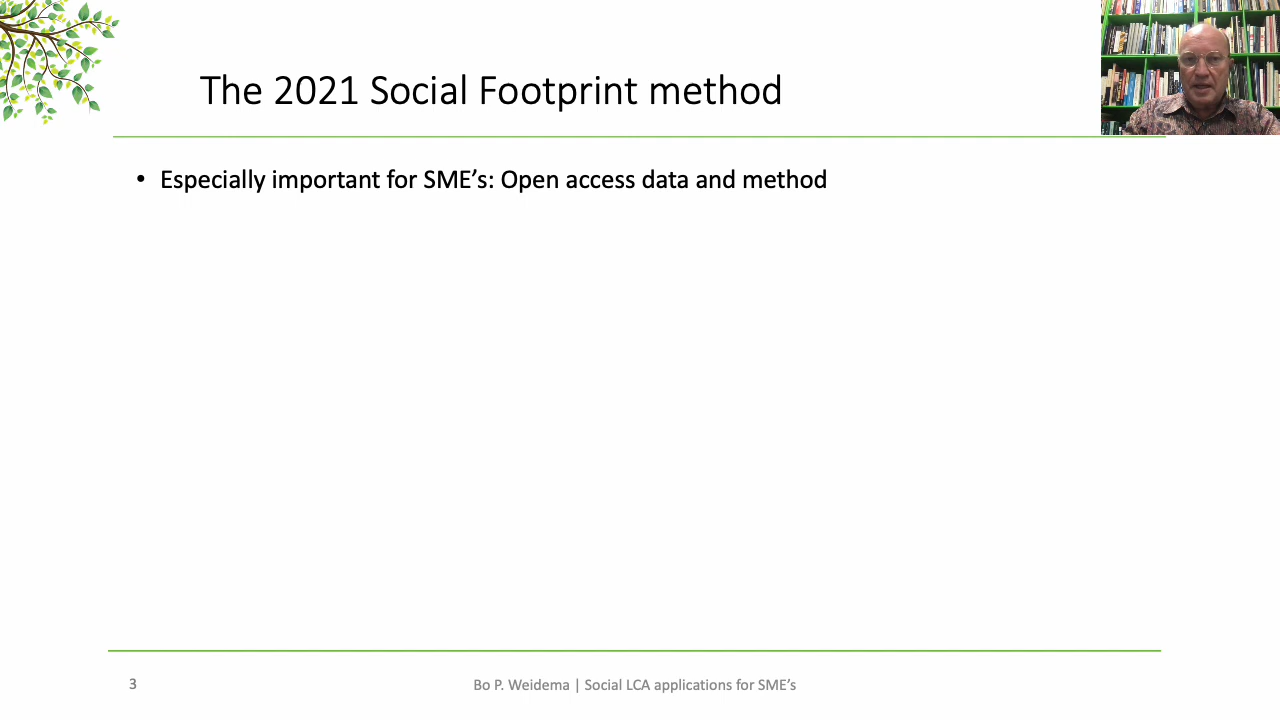 The 2021 Social Footprint method
• Especially important for SME’s: Open access data and method
3
Bo P. Weidema | Social LCA applications for SME’s